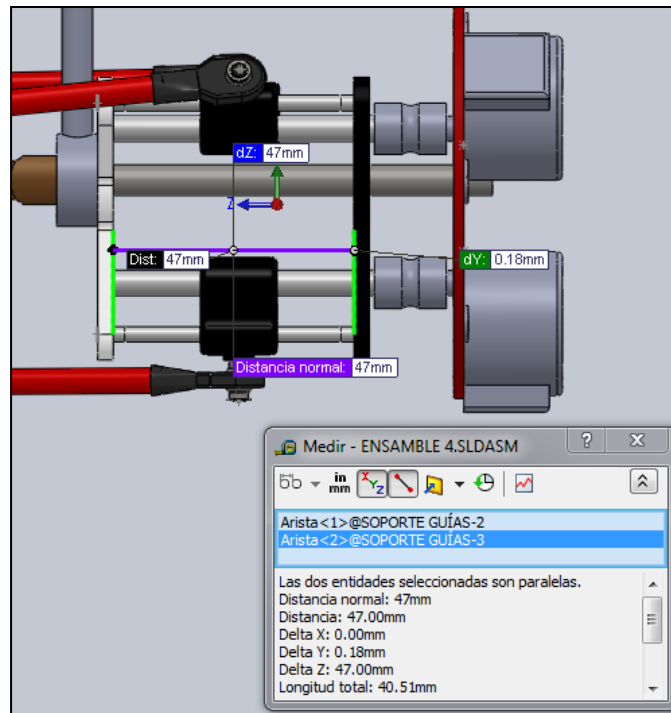 dZ: 47mm
Z
Dist: 47mm
dY: 0.18mm
Distancia normal: 47mm
Medir - ENSAMBLE 4.SLDASM
? X
in
mm
X Y Z
Arista<1>@SOPORTE GUÍAS-2
Arista<2>@SOPORTE GUÍAS-3
Las dos entidades seleccionadas son paralelas.
Distancia normal: 47mm
Distancia: 47.00mm
Delta X: 0.00mm
Delta Y: 0.18mm
Delta Z: 47.00mm
Longitud total: 40.51mm